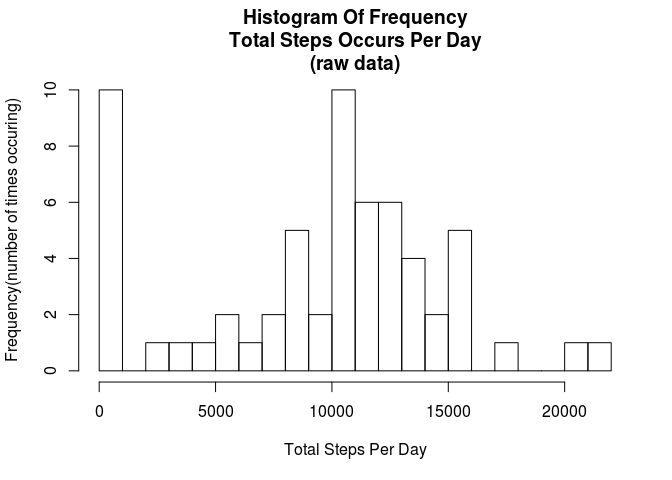 Histogram Of Frequency
Total Steps Occurs Per Day
(raw data)
Frequency(number of times occuring)
10
8
6
4
2
0
0 5000 10000 15000 20000
Total Steps Per Day